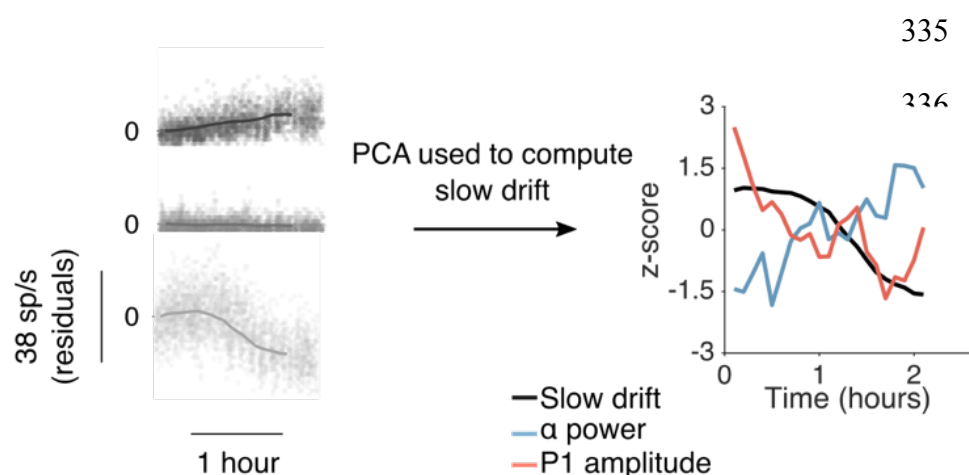 335
336
0
0
0
38 sp/s
(residuals)
1 hour
PCA used to compute
slow drift
3
1.5
0
-1.5
-3
z-score
0
1
2
Time (hours)
Slow drift
α power
P1 amplitude